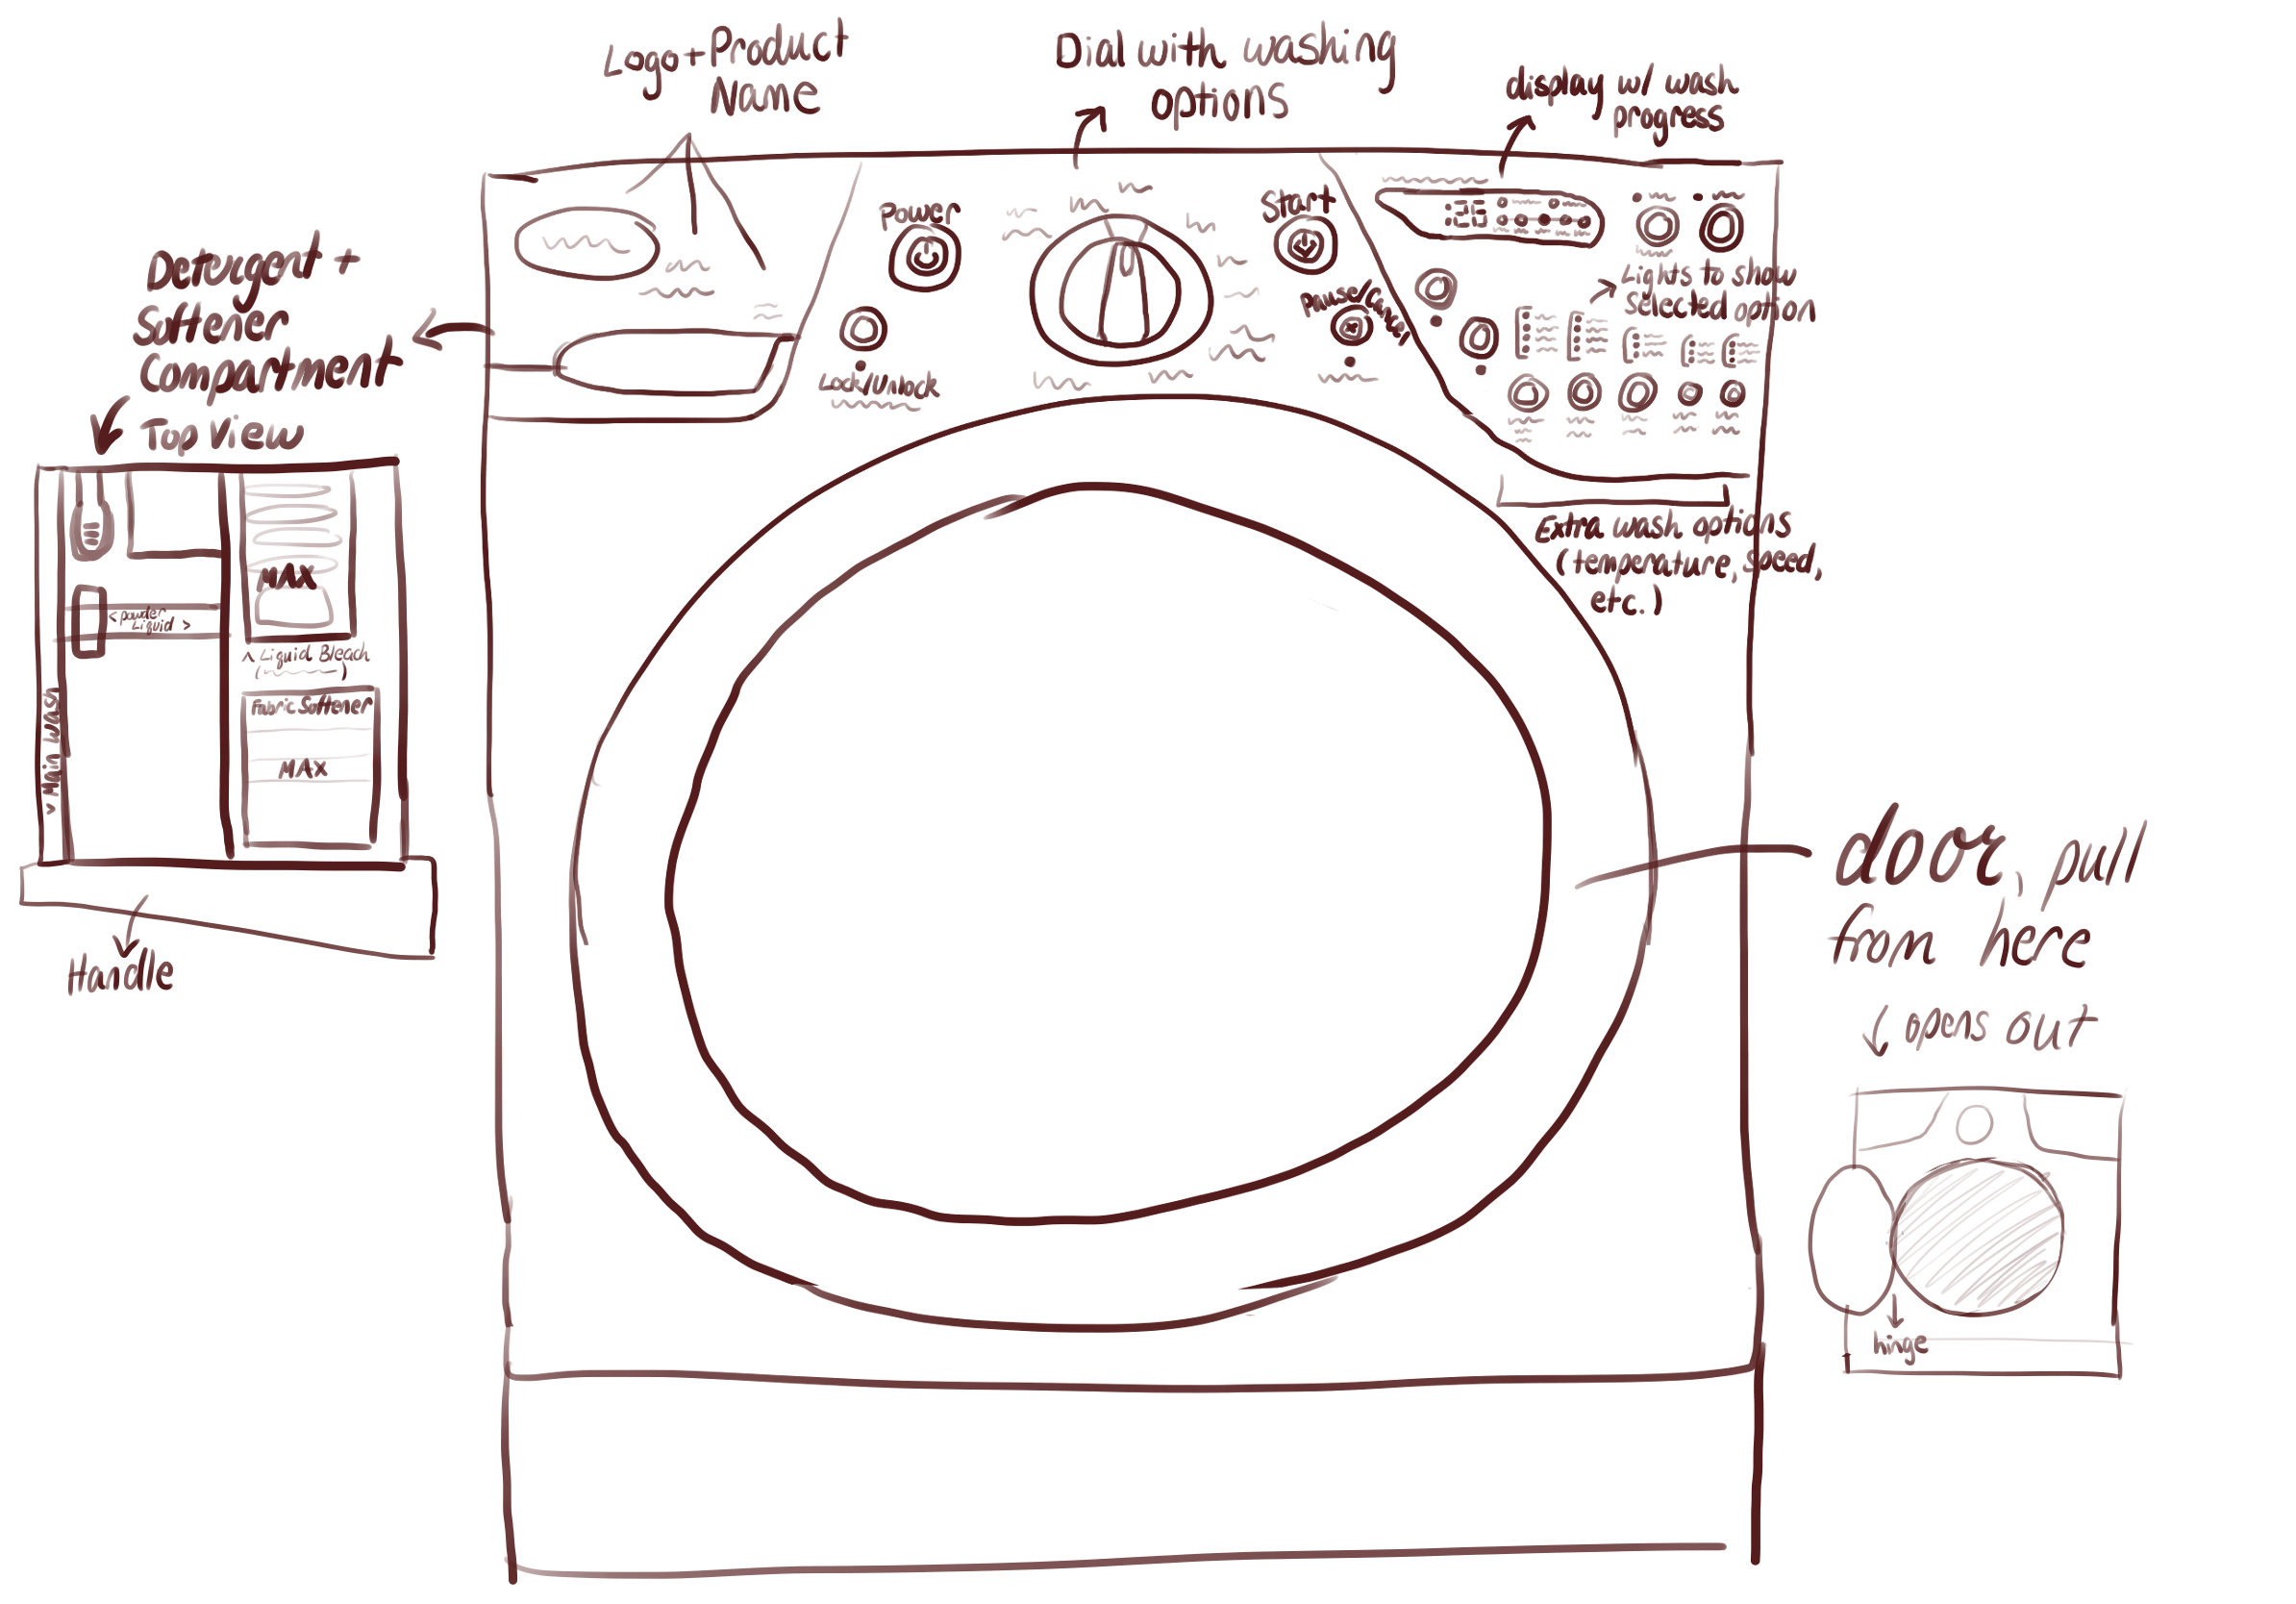 Logo + Product
Name
Dial with washing
options
display w/ wash
progress
Power
Start
Pause/Cancel
Lock/Unlock
Lights to show
Selected option
Extra wash options
(temperature, speed,
etc.)
Detergent +
Softener
Compartment
Top View
MAX
< powder
Liquid >
^ Liquid Bleach
Fabric Softener
MAX
< Main Wash
Handle
door, pull
from here
↓ opens out
hinge